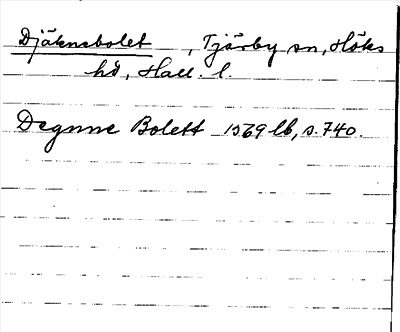 Djäknebolet, Tjärby sn, Höks
hd, Hall. l.
Degnne Bolett 1569 lb, s. 740.